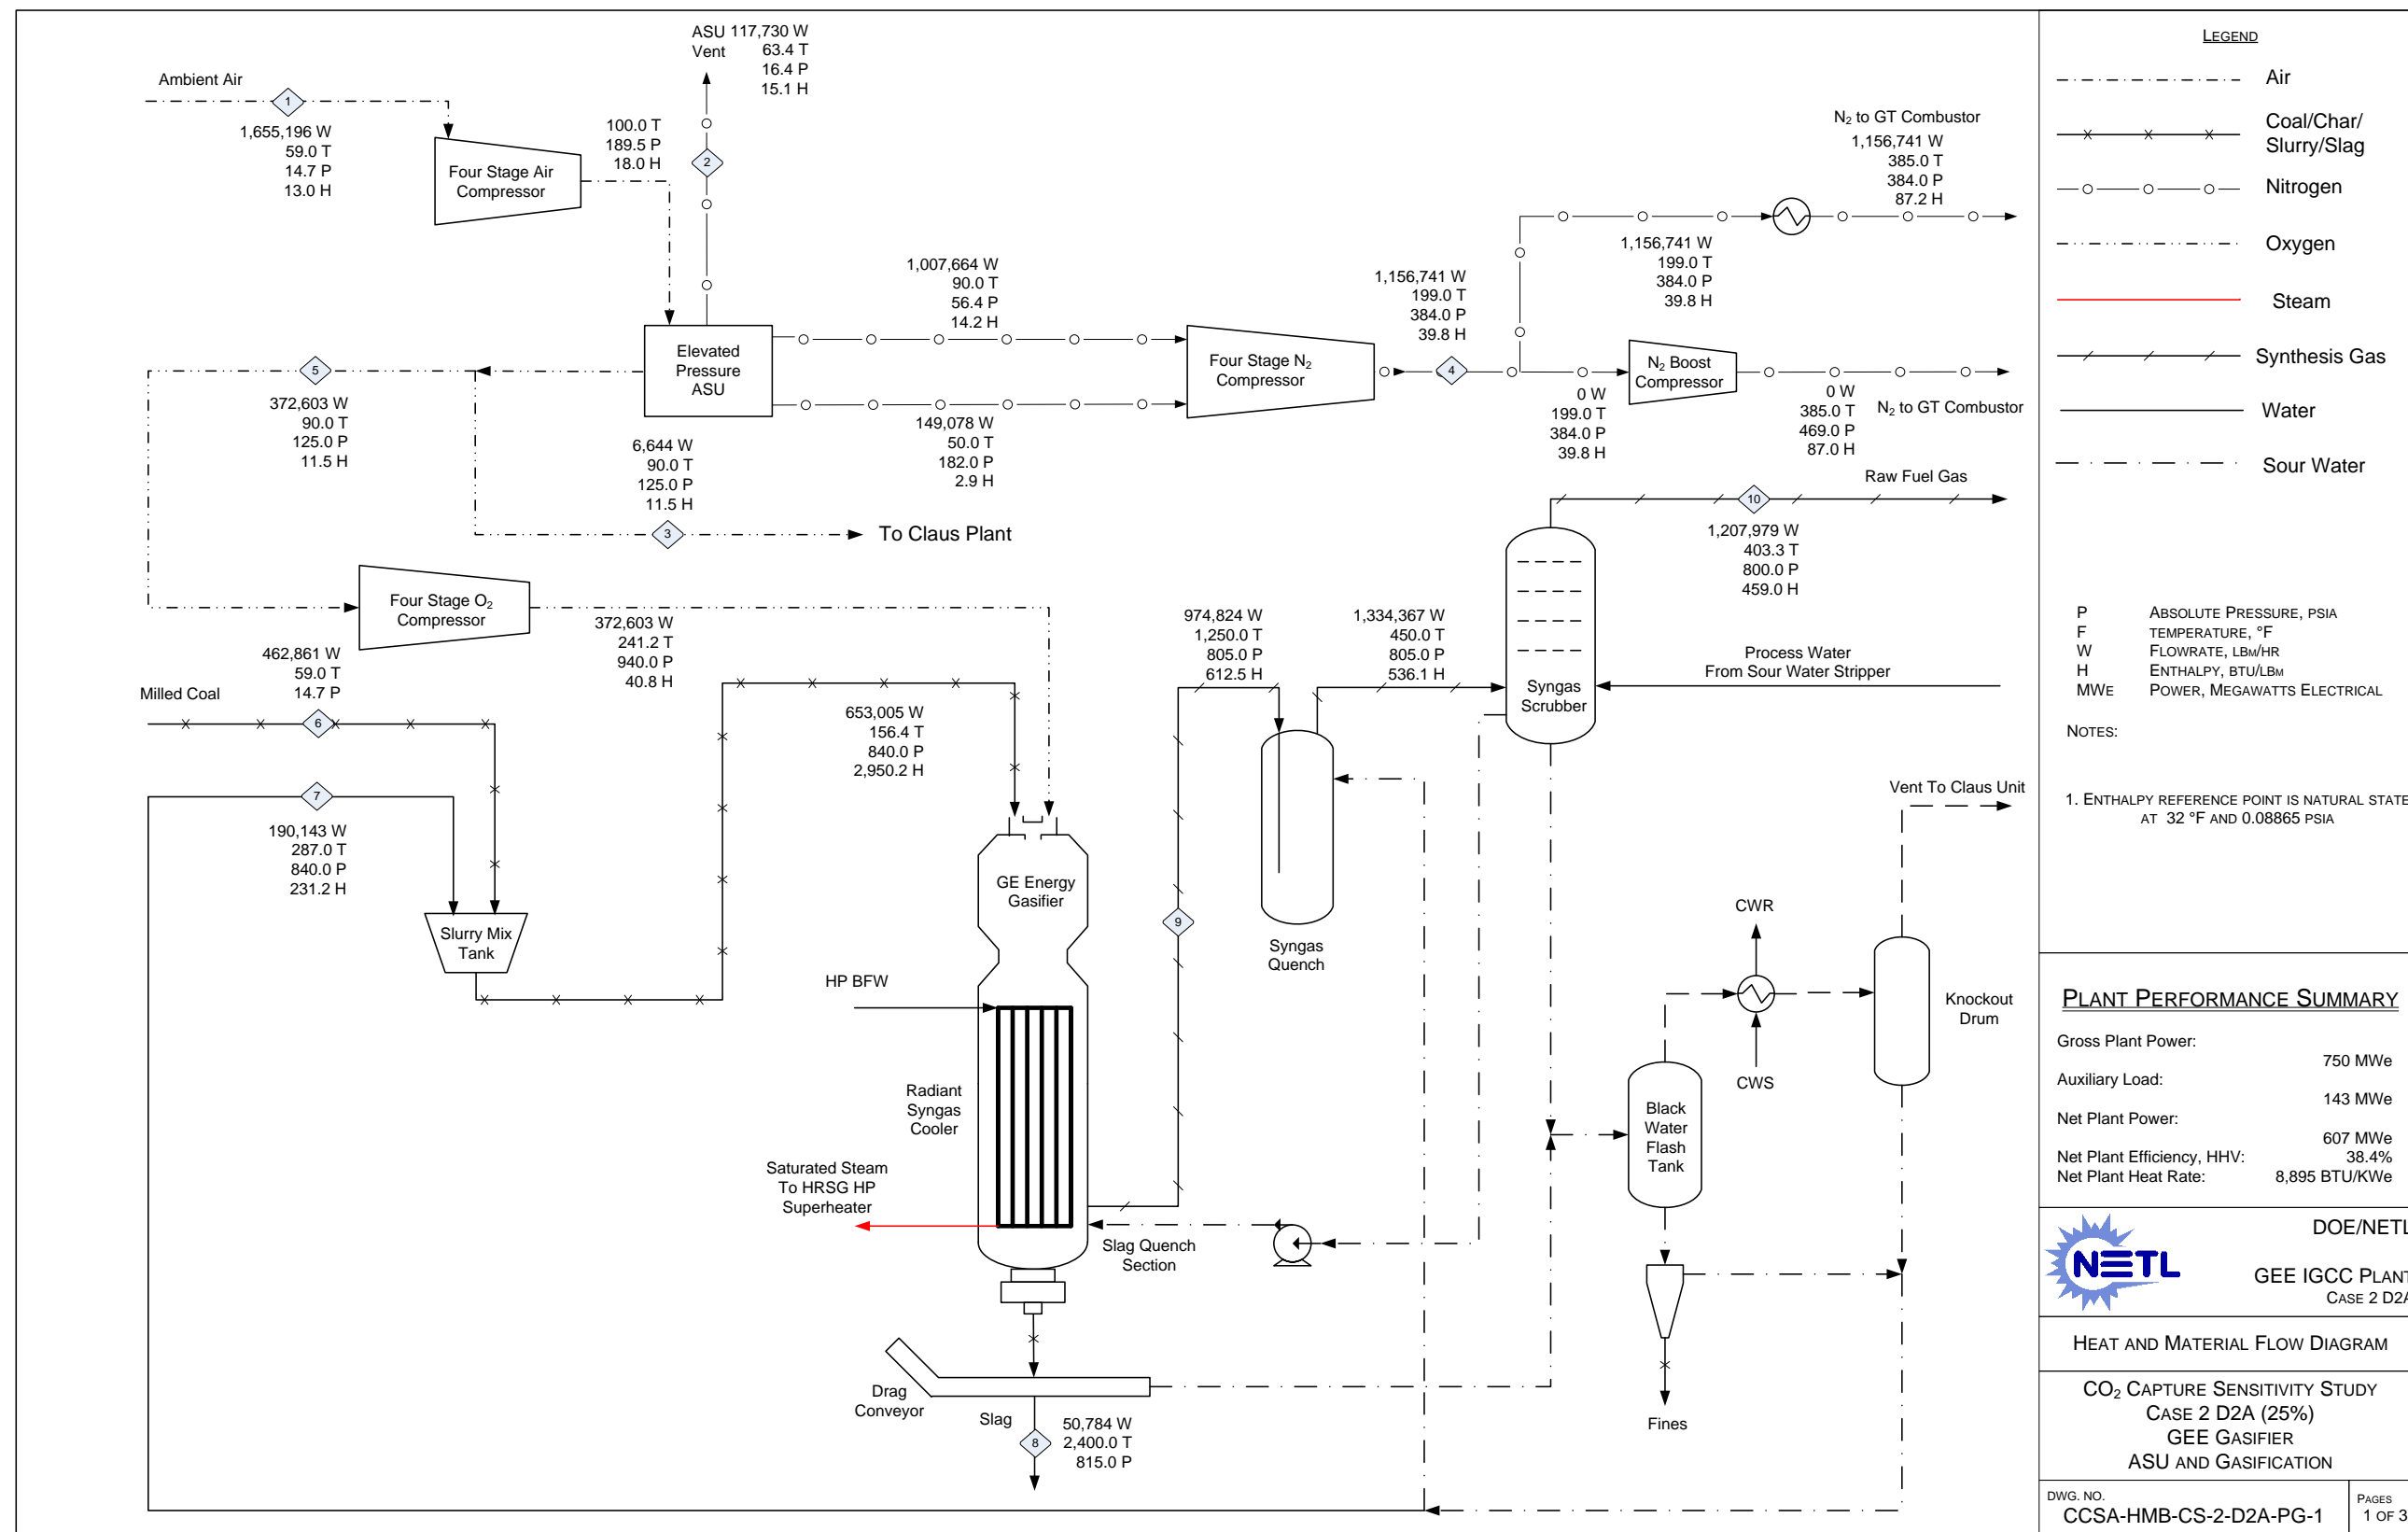 ASU 117,730 W
Vent 63.4 T
16.4 P
15.1 H
Ambient Air
1
1,655,196 W
59.0 T
14.7 P
13.0 H
Four Stage Air
Compressor
100.0 T
189.5 P
18.0 H
2
N2 to GT Combustor
1,156,741 W
385.0 T
384.0 P
87.2 H
1,007,664 W
90.0 T
56.4 P
14.2 H
1,156,741 W
199.0 T
384.0 P
39.8 H
1,156,741 W
199.0 T
384.0 P
39.8 H
Elevated
Pressure
ASU
Four Stage N2
Compressor
4
N2 Boost
Compressor
0 W
199.0 T
384.0 P
39.8 H
0 W
385.0 T
469.0 P
87.0 H
N2 to GT Combustor
5
372,603 W
90.0 T
125.0 P
11.5 H
6,644 W
90.0 T
125.0 P
11.5 H
149,078 W
50.0 T
182.0 P
2.9 H
3
To Claus Plant
Raw Fuel Gas
10
1,207,979 W
403.3 T
800.0 P
459.0 H
Four Stage O2
Compressor
372,603 W
241.2 T
940.0 P
40.8 H
462,861 W
59.0 T
14.7 P
Milled Coal
6
974,824 W
1,250.0 T
805.0 P
612.5 H
1,334,367 W
450.0 T
805.0 P
536.1 H
Syngas
Scrubber
Process Water
From Sour Water Stripper
653,005 W
156.4 T
840.0 P
2,950.2 H
7
190,143 W
287.0 T
840.0 P
231.2 H
Slurry Mix
Tank
GE Energy
Gasifier
9
Syngas
Quench
Vent To Claus Unit
CWR
CWS
Knockout
Drum
HP BFW
Radiant
Syngas
Cooler
Saturated Steam
To HRSG HP
Superheater
Slag Quench
Section
Black
Water
Flash
Tank
Drag
Conveyor
Slag
8
50,784 W
2,400.0 T
815.0 P
Fines
LEGEND
Air
Coal/Char/
Slurry/Slag
Nitrogen
Oxygen
Steam
Synthesis Gas
Water
Sour Water
P ABSOLUTE PRESSURE, PSIA
F TEMPERATURE, °F
W FLOWRATE, LBM/HR
H ENTHALPY, BTU/LBM
MWE POWER, MEGAWATTS ELECTRICAL
NOTES:
1. ENTHALPY REFERENCE POINT IS NATURAL STATE
AT 32 °F AND 0.08865 PSIA
PLANT PERFORMANCE SUMMARY
Gross Plant Power:
750 MWe
Auxiliary Load:
143 MWe
Net Plant Power:
607 MWe
Net Plant Efficiency, HHV: 38.4%
Net Plant Heat Rate: 8,895 BTU/KWe
NETL
DOE/NETL
GEE IGCC PLANT
CASE 2 D2A
HEAT AND MATERIAL FLOW DIAGRAM
CO2 CAPTURE SENSITIVITY STUDY
CASE 2 D2A (25%)
GEE GASIFIER
ASU AND GASIFICATION
DWG. NO.
CCSA-HMB-CS-2-D2A-PG-1
PAGES
1 OF 3